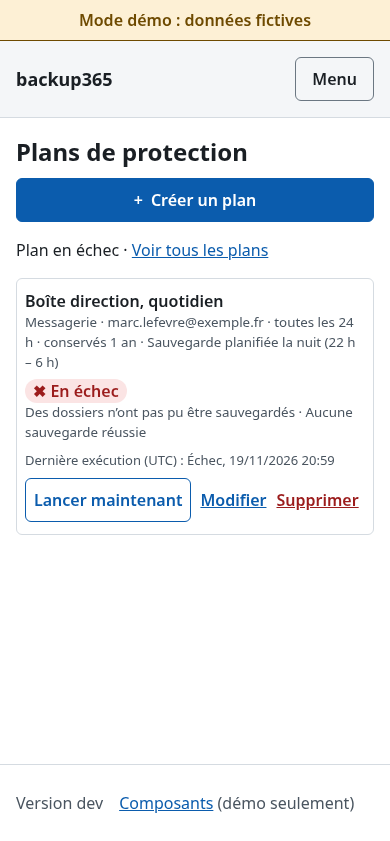 Mode démo : données fictives
backup365
Menu
Plans de protection
+ Créer un plan
Plan en échec · Voir tous les plans
Boîte direction, quotidien
Messagerie · marc.lefevre@exemple.fr · toutes les 24
h · conservés 1 an · Sauvegarde planifiée la nuit (22 h
– 6 h)
✖ En échec
Des dossiers n’ont pas pu être sauvegardés · Aucune
sauvegarde réussie
Dernière exécution (UTC) : Échec, 19/11/2026 20:59
Lancer maintenant Modifier Supprimer
Version dev Composants (démo seulement)